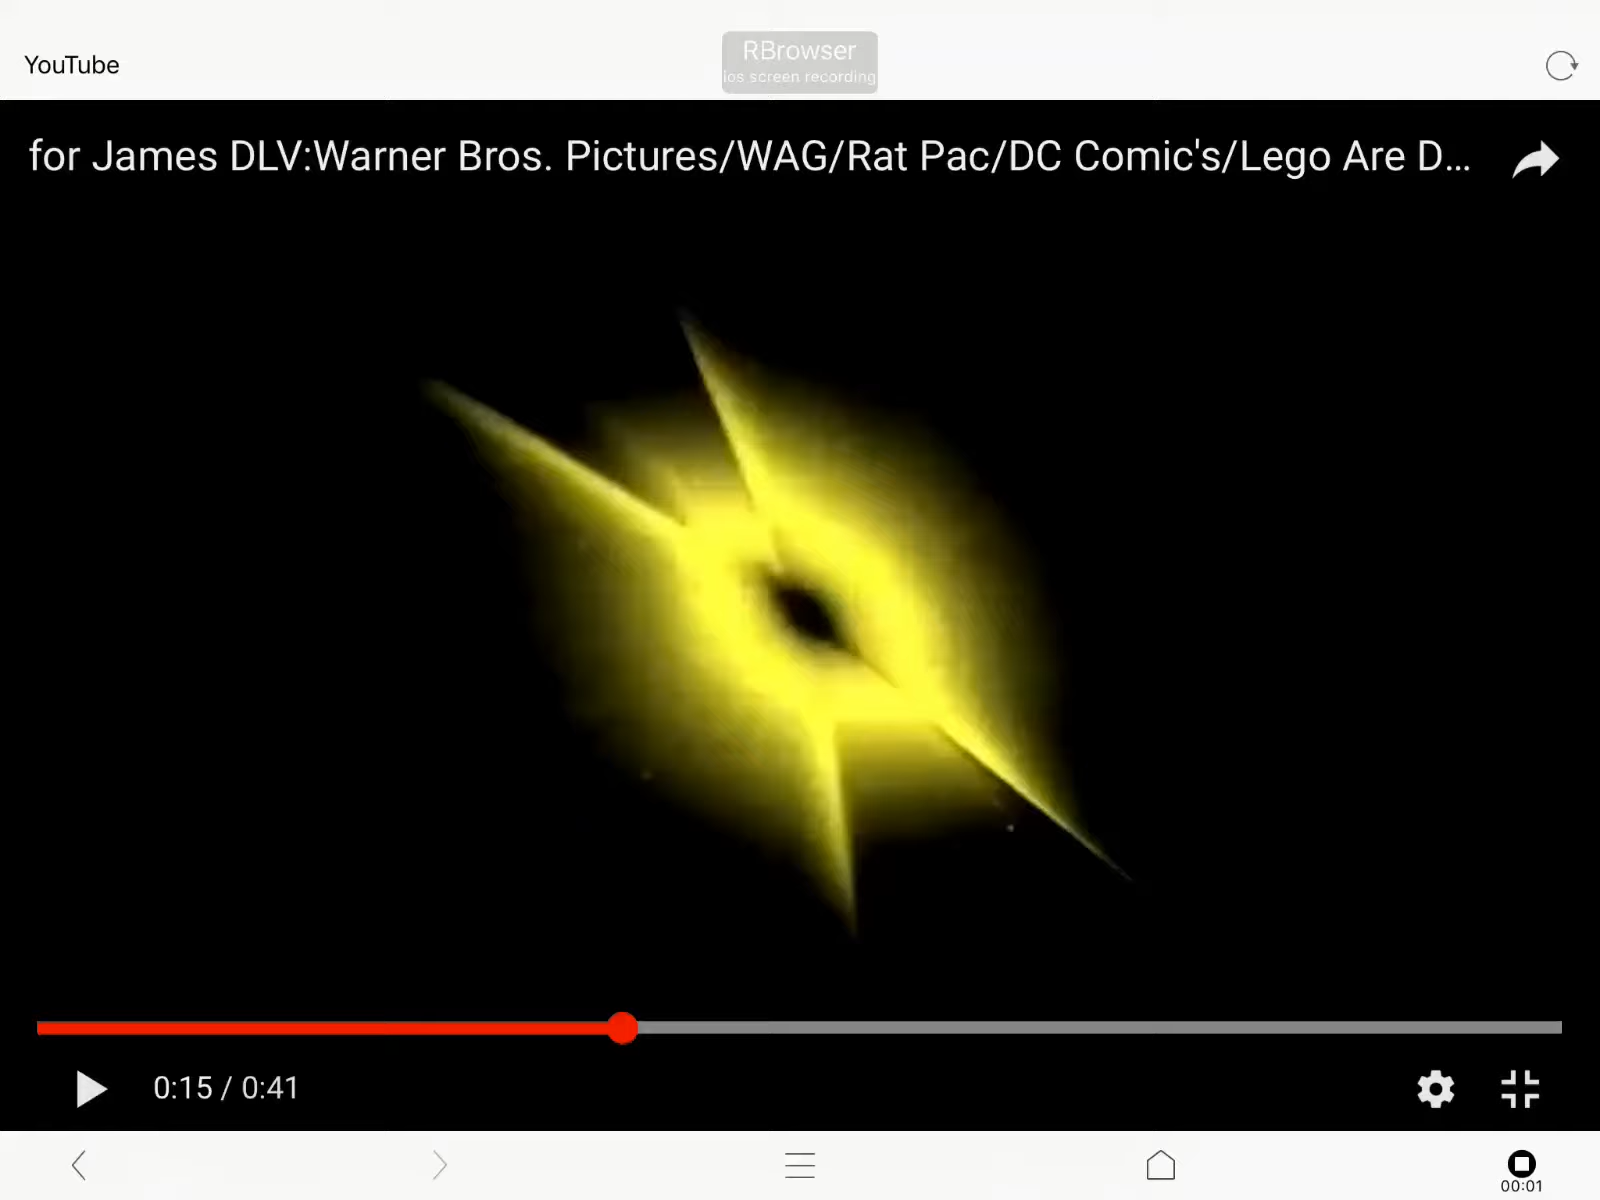 YouTube
RBrowser
ios screen recording
for James DLV:Warner Bros. Pictures/WAG/Rat Pac/DC Comic's/Lego Are D...
0:15 / 0:41
00:01